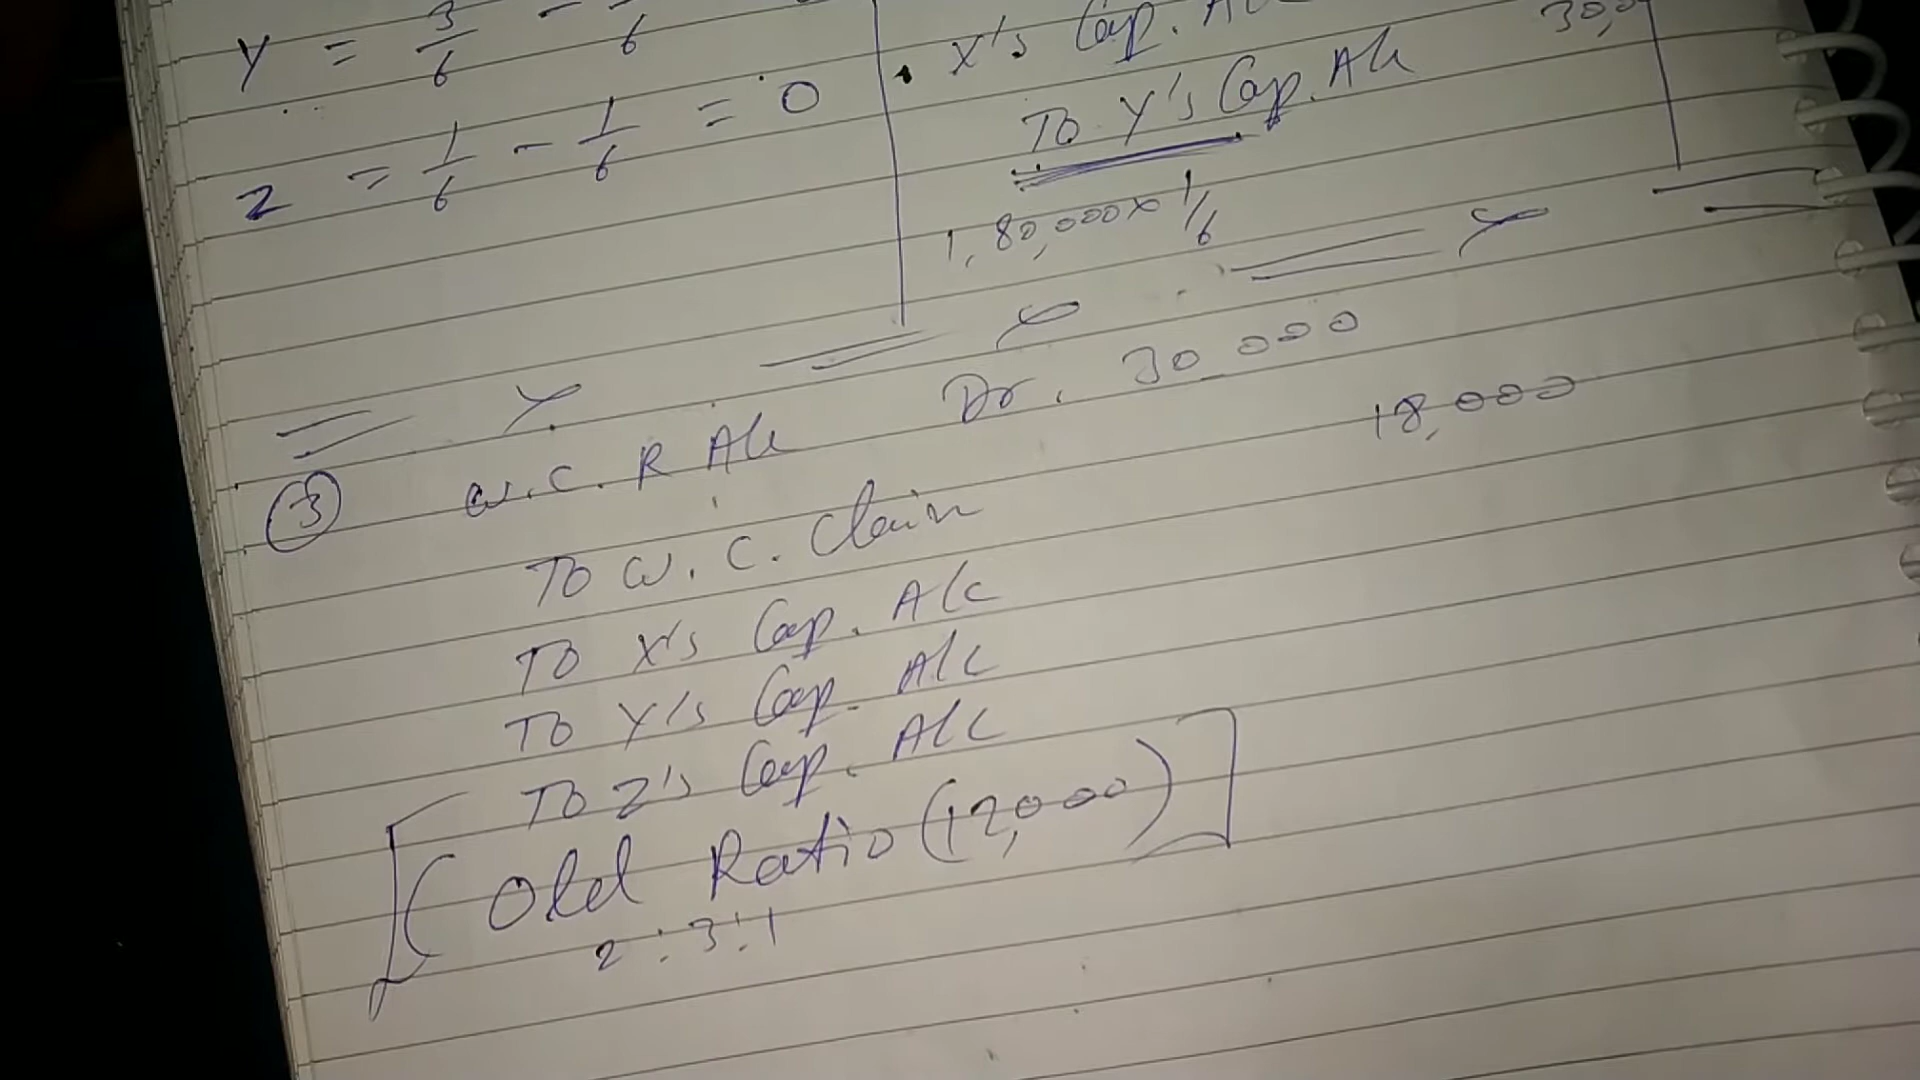 Y = 3/6 - /6
X's Cap. A/c 30,0
Z = 1/6 - 1/6 = 0
To Y's Cap. A/c
1,80,000 x 1/6
③ W.C. R A/c Dr. 30 000
To W.C. Claim 18,000
To X's Cap. A/c
To Y's Cap. A/c
To Z's Cap. A/c
[(Old Ratio (12,000)]
2:3:1